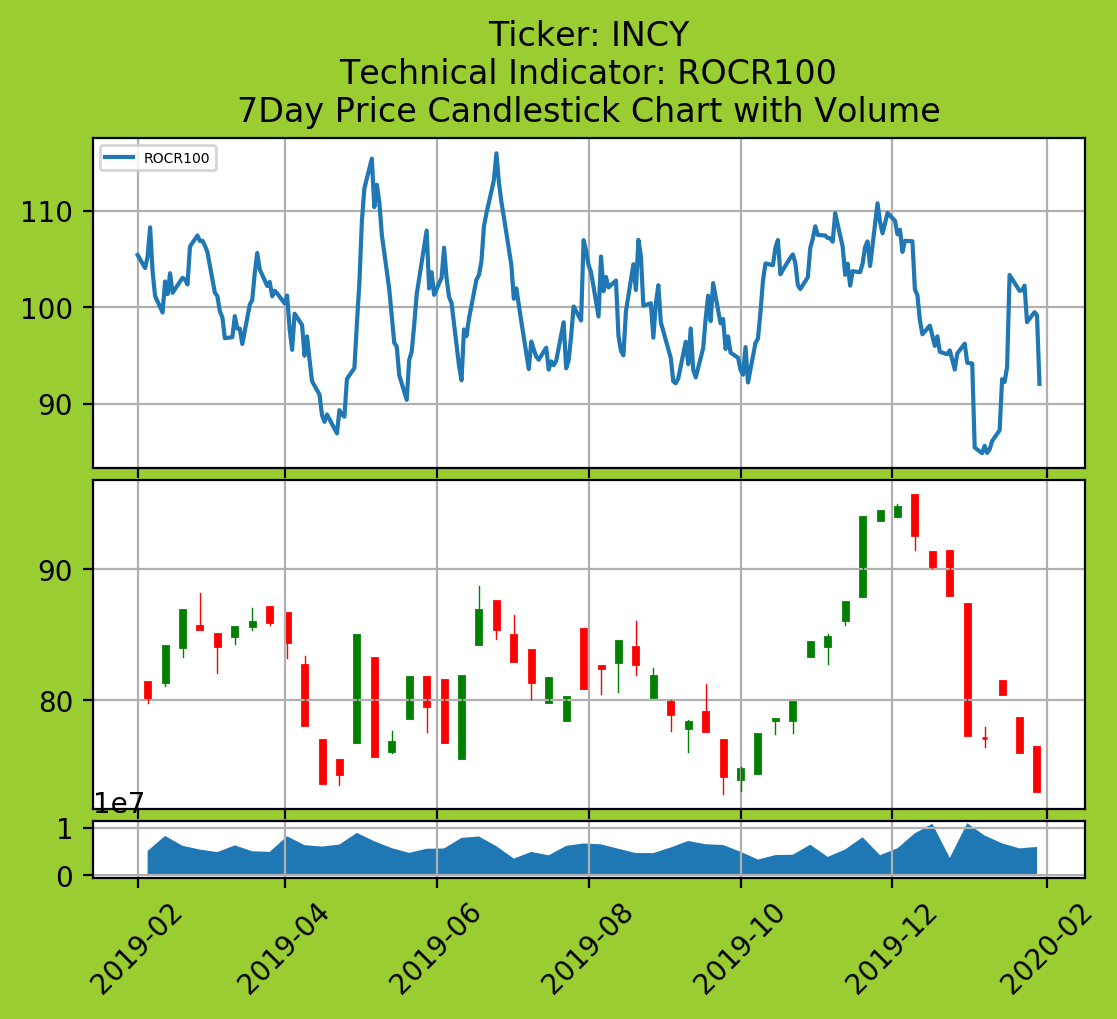 Ticker: INCY
Technical Indicator: ROCR100
7Day Price Candlestick Chart with Volume
ROCR100
110
100
90
90
80
1e7
1
0
2019-02
2019-04
2019-06
2019-08
2019-10
2019-12
2020-02